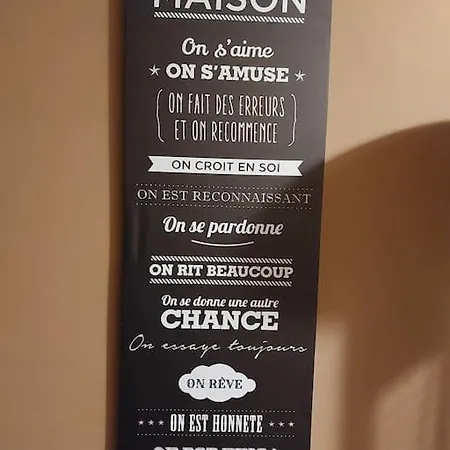 MAISON
On s'aime
ON S'AMUSE
ON FAIT DES ERREURS
ET ON RECOMMENCE
ON CROIT EN SOI
ON EST RECONNAISSANT
On se pardonne
ON RIT BEAUCOUP
On se donne une autre
CHANCE
On essaye toujours
ON RÊVE
ON EST HONNETE